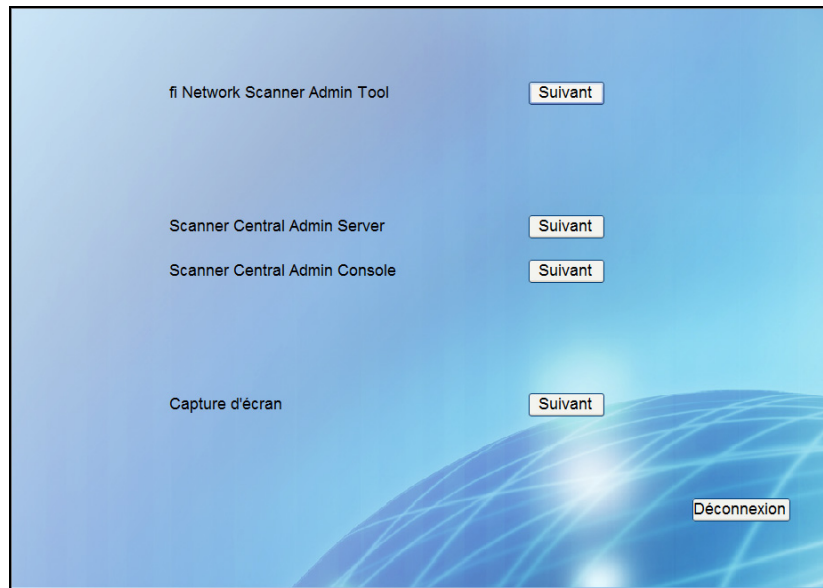 fi Network Scanner Admin Tool Suivant
Scanner Central Admin Server Suivant
Scanner Central Admin Console Suivant
Capture d'écran Suivant
Déconnexion